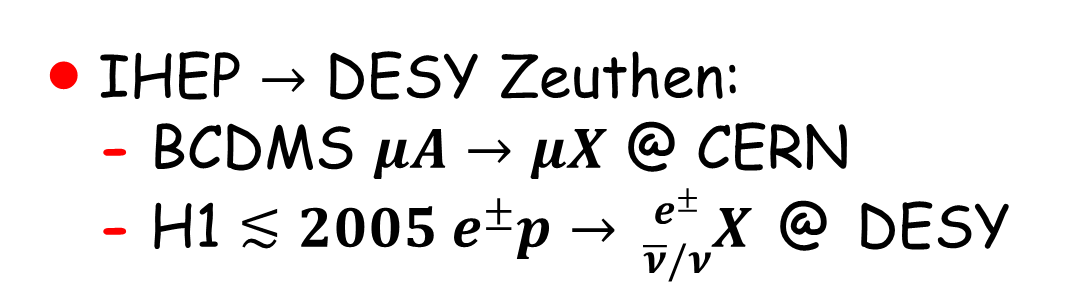 ● IHEP → DESY Zeuthen:
- BCDMS μA → μX @ CERN
- H1 ≲ 2005 e±p → e± ν̄/ν X @ DESY